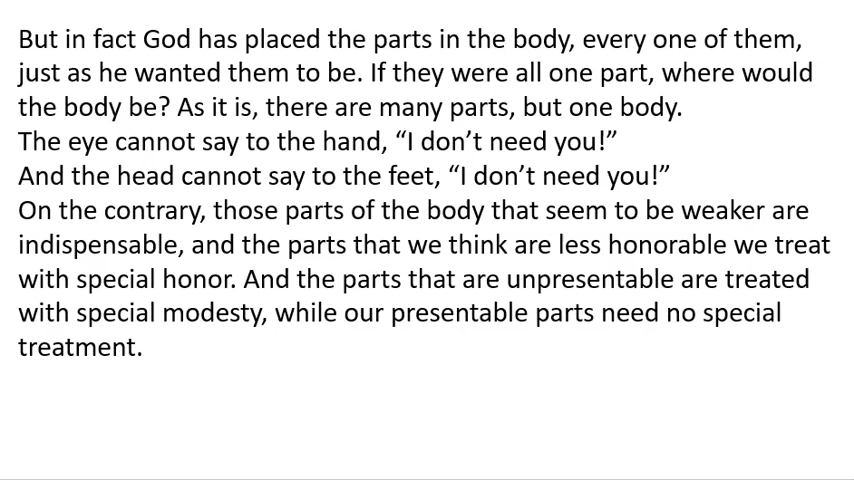 But in fact God has placed the parts in the body, every one of them,
just as he wanted them to be. If they were all one part, where would
the body be? As it is, there are many parts, but one body.
The eye cannot say to the hand, “I don’t need you!”
And the head cannot say to the feet, “I don’t need you!”
On the contrary, those parts of the body that seem to be weaker are
indispensable, and the parts that we think are less honorable we treat
with special honor. And the parts that are unpresentable are treated
with special modesty, while our presentable parts need no special
treatment.